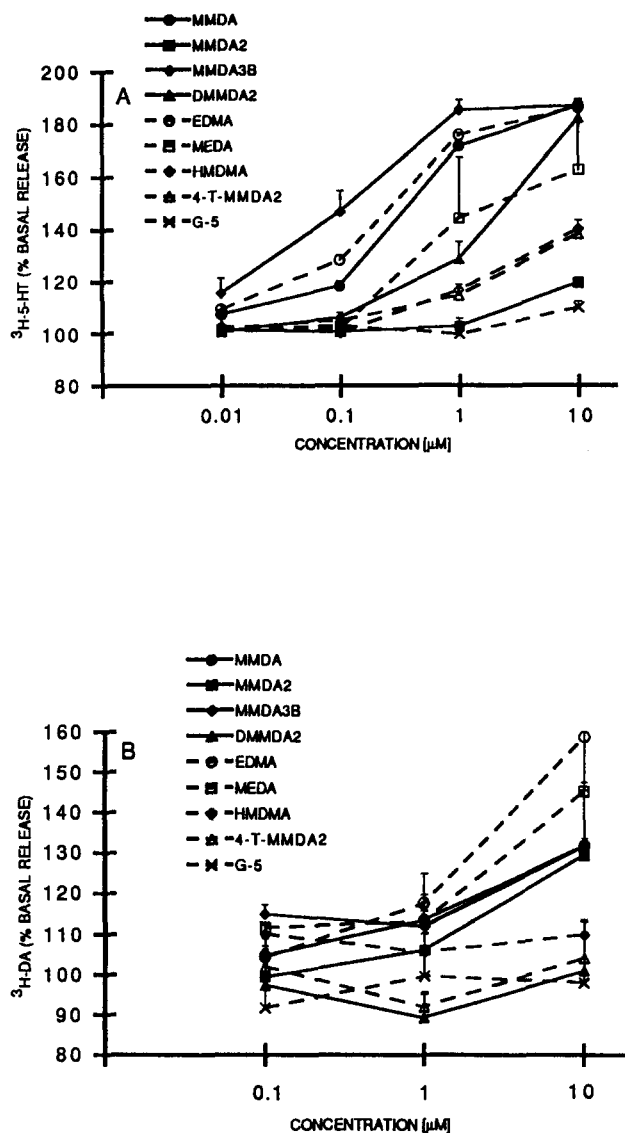 MMDA
MMDA2
MMDA3B
DMMDA2
EDMA
MEDA
HMDMA
4-T-MMDA2
G-5
A
200
180
160
140
120
100
80
³H-5-HT (% BASAL RELEASE)
0.01 0.1 1 10
CONCENTRATION [µM]
MMDA
MMDA2
MMDA3B
DMMDA2
EDMA
MEDA
HMDMA
4-T-MMDA2
G-5
B
160
150
140
130
120
110
100
90
80
³H-DA (% BASAL RELEASE)
0.1 1 10
CONCENTRATION [µM]